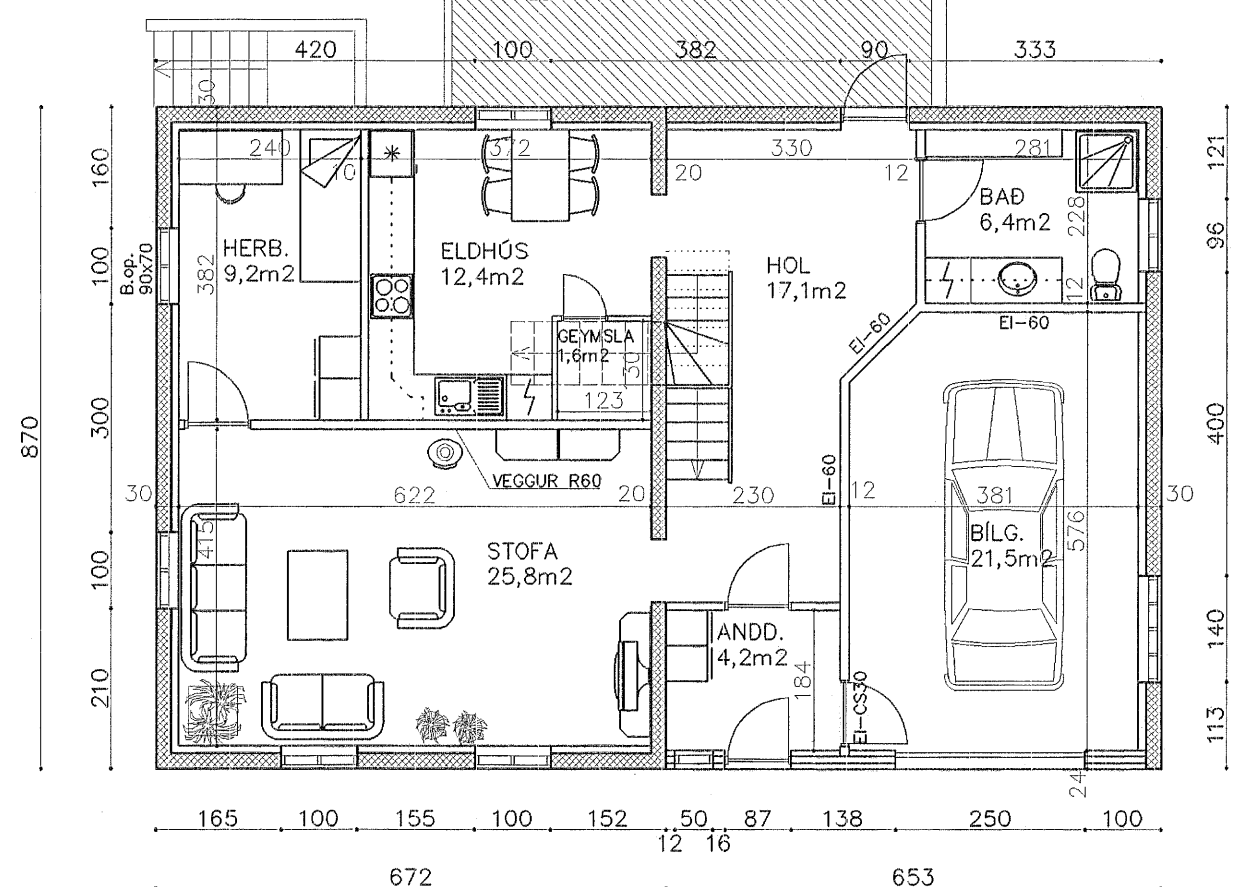 420 100 382 90 333
30
240 10 372 20 330 12 281
160
121
BAÐ
6,4m2
228
96
HERB.
9,2m2
382
ELDHÚS
12,4m2
HOL
17,1m2
100
B.op.
90x70
12
EI-60
EI-60
GEYMSLA
1,6m2
130
123
300
400
870
VEGGUR R60
EI-60
30 622 20 230 12 381 30
415
576
STOFA
25,8m2
BÍLG.
21,5m2
100
ANDD.
4,2m2
184
140
210
EI-CS30
113
24
165 100 155 100 152 50 87 138 250 100
12 16
672 653